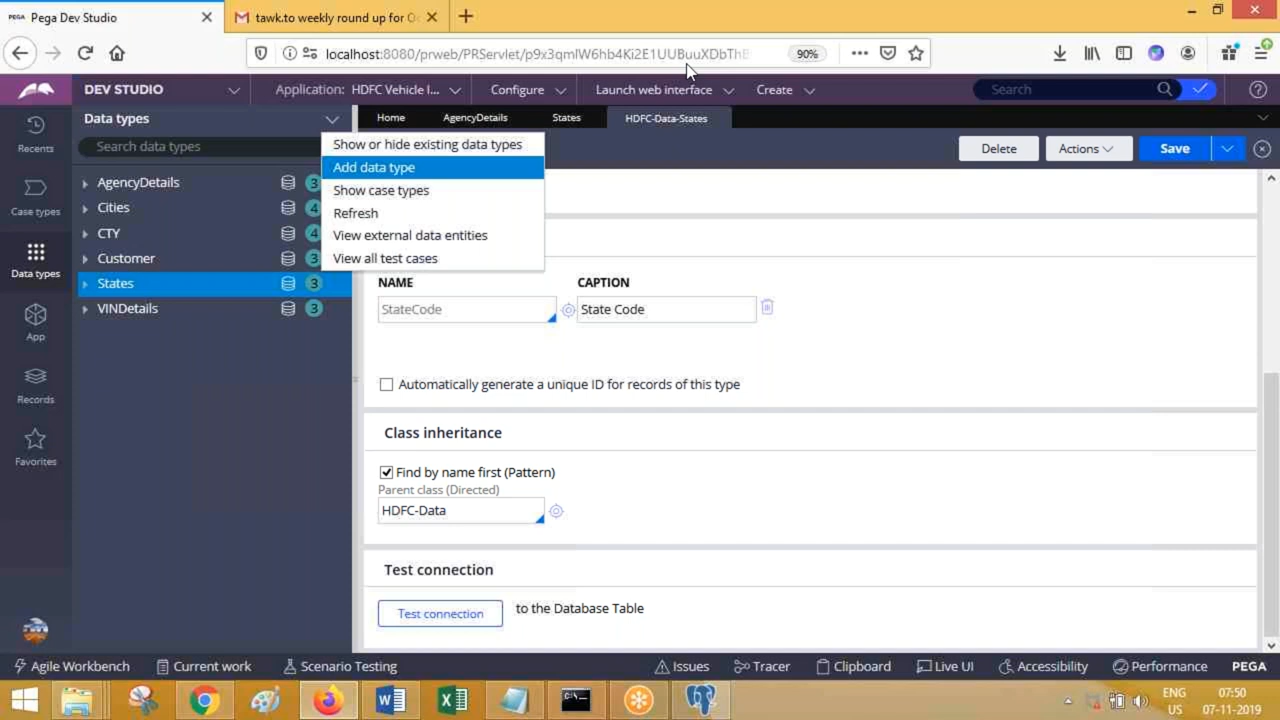 PEGA Pega Dev Studio
tawk.to weekly round up for O
localhost:8080/prweb/PRServlet/p9x3qmlW6hb4Ki2E1UUBuuXDbThB
90%
DEV STUDIO
Application: HDFC Vehicle I...
Configure
Launch web interface
Create
Search
Recents
Case types
Data types
App
Records
Favorites
Data types
Search data types
AgencyDetails 3
Cities 4
CTY 4
Customer 3
States 3
VINDetails 3
Show or hide existing data types
Add data type
Show case types
Refresh
View external data entities
View all test cases
Home
AgencyDetails
States
HDFC-Data-States
Delete
Actions
Save
NAME
CAPTION
StateCode
State Code
Automatically generate a unique ID for records of this type
Class inheritance
Find by name first (Pattern)
Parent class (Directed)
HDFC-Data
Test connection
Test connection
to the Database Table
Agile Workbench
Current work
Scenario Testing
Issues
Tracer
Clipboard
Live UI
Accessibility
Performance
PEGA
ENG
US
07:50
07-11-2019